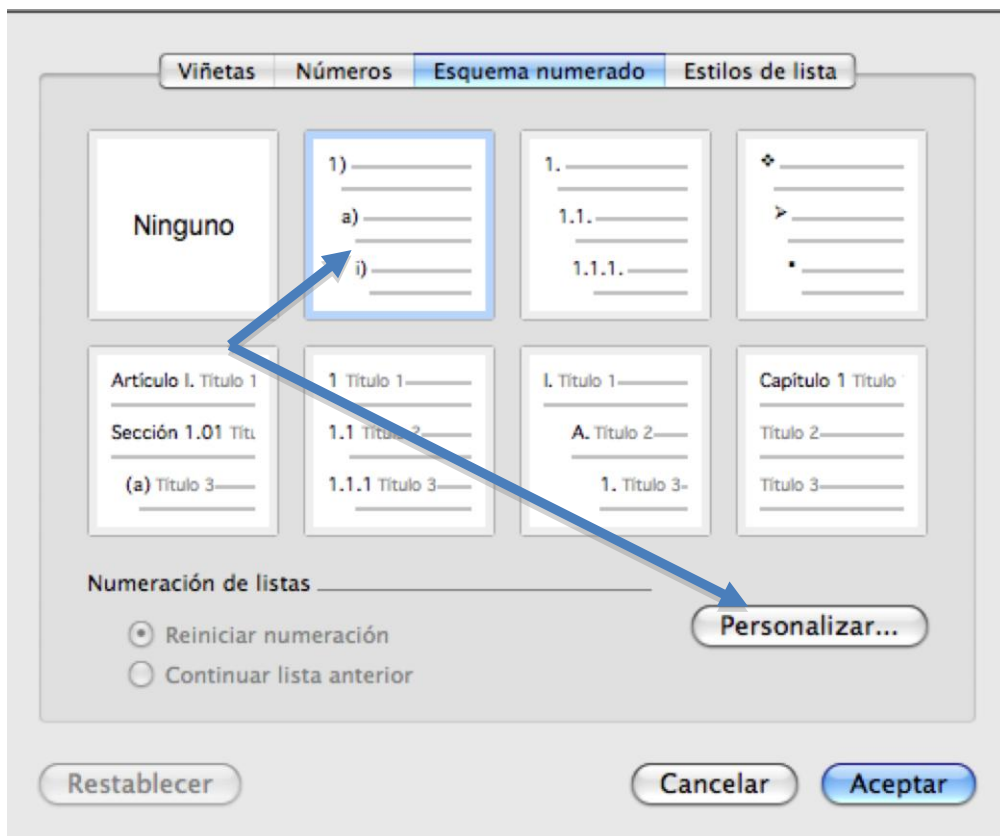 Viñetas Números Esquema numerado Estilos de lista
Ninguno
1)
a)
i)
1.
1.1.
1.1.1.
Artículo I. Título 1
Sección 1.01 Títu
(a) Título 3
1 Título 1
1.1 Título 2
1.1.1 Título 3
I. Título 1
A. Título 2
1. Título 3
Capítulo 1 Título
Título 2
Título 3
Numeración de listas
Reiniciar numeración
Continuar lista anterior
Personalizar...
Restablecer
Cancelar
Aceptar